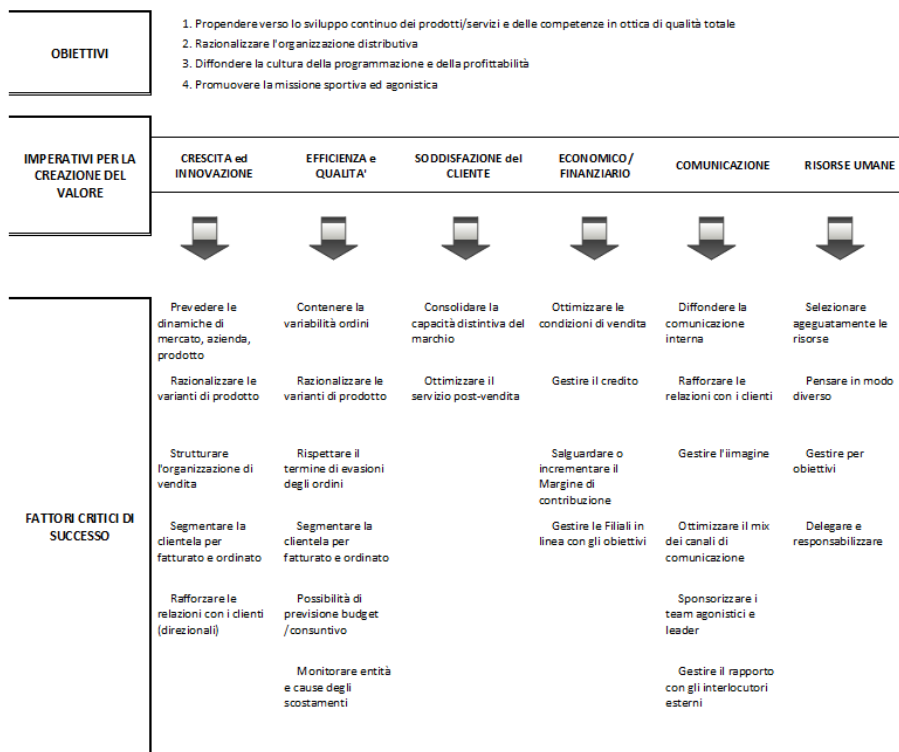 OBIETTIVI
1. Propendere verso lo sviluppo continuo dei prodotti/servizi e delle competenze in ottica di qualità totale
2. Razionalizzare l'organizzazione distributiva
3. Diffondere la cultura della programmazione e della profittabilità
4. Promuovere la missione sportiva ed agonistica
IMPERATIVI PER LA
CREAZIONE DEL
VALORE
CRESCITA ed
INNOVAZIONE
EFFICIENZA e
QUALITA'
SODDISFAZIONE del
CLIENTE
ECONOMICO/
FINANZIARIO
COMUNICAZIONE
RISORSE UMANE
FATTORI CRITICI DI
SUCCESSO
Prevedere le
dinamiche di
mercato, azienda,
prodotto
Razionalizzare le
varianti di prodotto
Strutturare
l'organizzazione di
vendita
Segmentare la
clientela per
fatturato e ordinato
Rafforzare le
relazioni con i clienti
(direzionali)
Contenere la
variabilità ordini
Razionalizzare le
varianti di prodotto
Rispettare il
termine di evasioni
degli ordini
Segmentare la
clientela per
fatturato e ordinato
Possibilità di
previsione budget
/consuntivo
Monitorare entità
e cause degli
scostamenti
Consolidare la
capacità distintiva del
marchio
Ottimizzare il
servizio post-vendita
Ottimizzare le
condizioni di vendita
Gestire il credito
Salguardare o
incrementare il
Margine di
contribuzione
Gestire le Filiali in
linea con gli obiettivi
Diffondere la
comunicazione
interna
Rafforzare le
relazioni con i clienti
Gestire l'iimagine
Ottimizzare il mix
dei canali di
comunicazione
Sponsorizzare i
team agonistici e
leader
Gestire il rapporto
con gli interlocutori
esterni
Selezionare
ageguatamente le
risorse
Pensare in modo
diverso
Gestire per
obiettivi
Delegare e
responsabilizzare